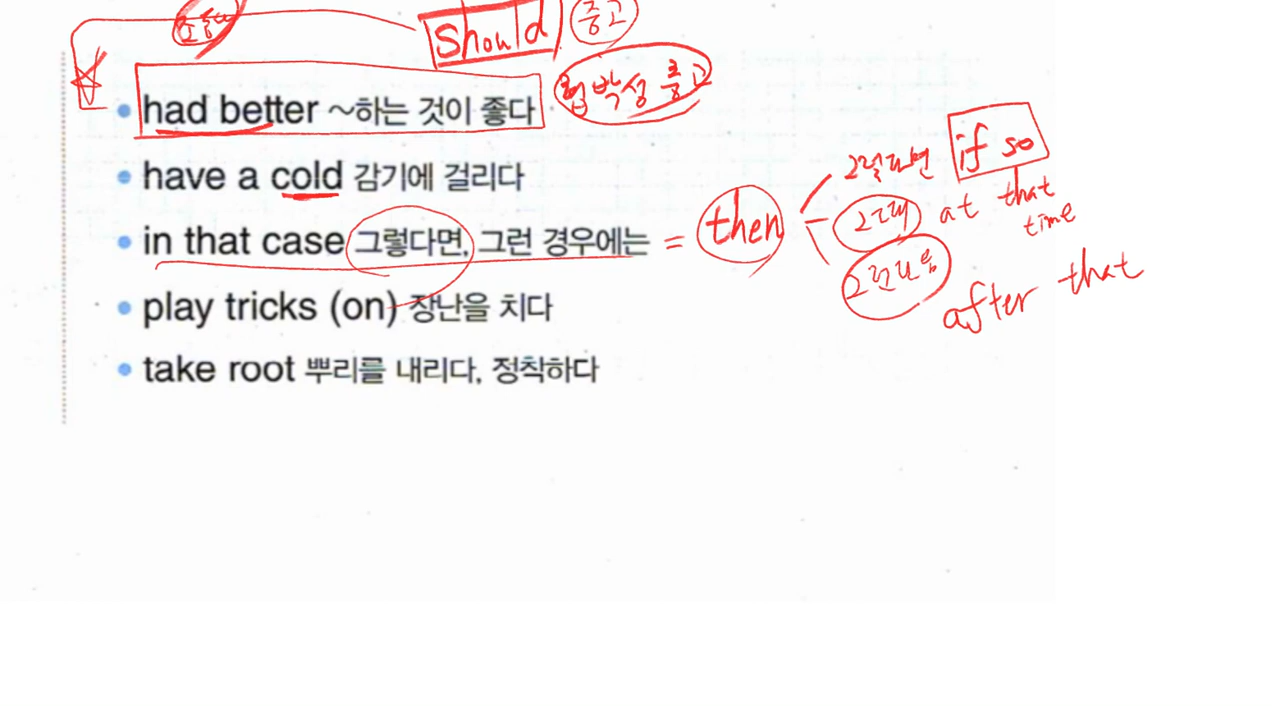 조동사 should 충고
had better ~하는 것이 좋다 협박성 충고
have a cold 감기에 걸리다
in that case 그렇다면, 그런 경우에는 = then
그렇다면 if so
그때 at that time
그런다음 after that
play tricks (on) 장난을 치다
take root 뿌리를 내리다, 정착하다